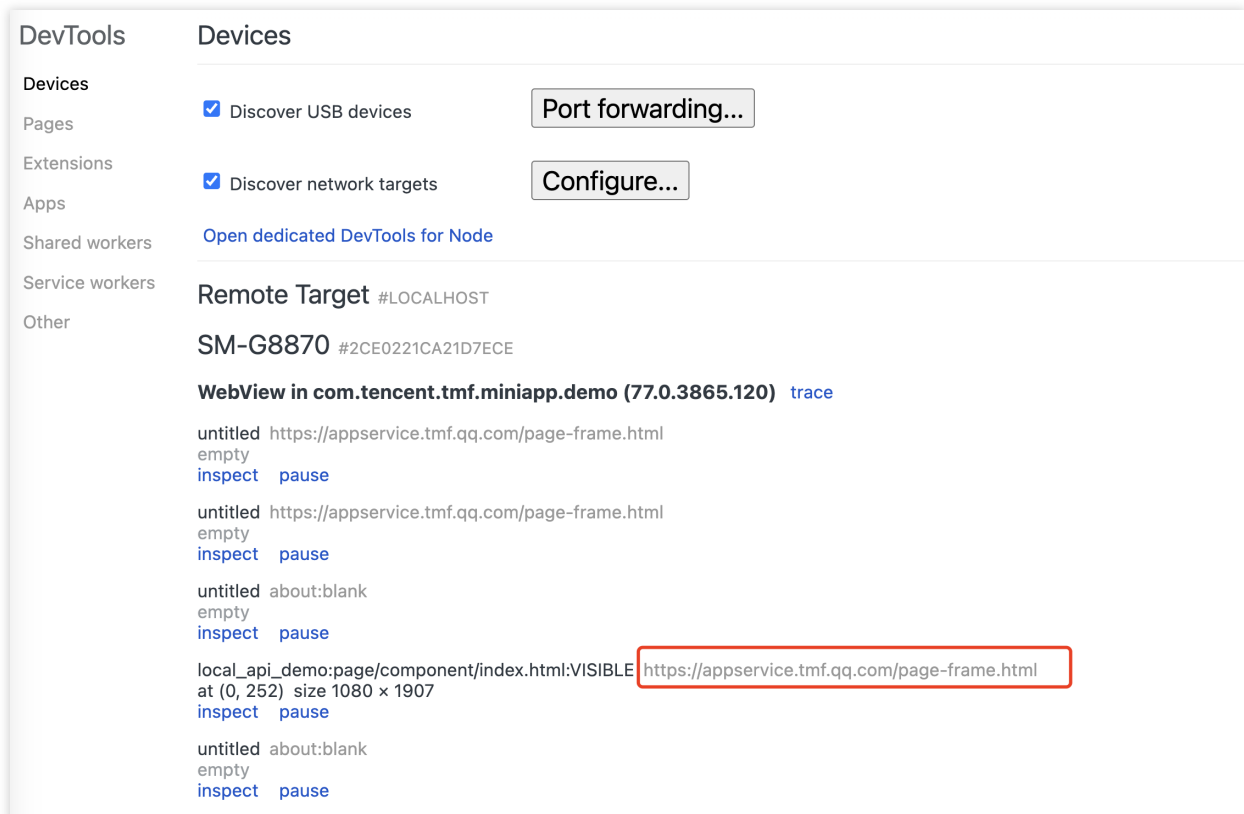 DevTools
Devices
Pages
Extensions
Apps
Shared workers
Service workers
Other
Devices
Discover USB devices
Port forwarding...
Discover network targets
Configure...
Open dedicated DevTools for Node
Remote Target #LOCALHOST
SM-G8870 #2CE0221CA21D7ECE
WebView in com.tencent.tmf.miniapp.demo (77.0.3865.120) trace
untitled https://appservice.tmf.qq.com/page-frame.html
empty
inspect pause
untitled https://appservice.tmf.qq.com/page-frame.html
empty
inspect pause
untitled about:blank
empty
inspect pause
local_api_demo:page/component/index.html:VISIBLE https://appservice.tmf.qq.com/page-frame.html
at (0, 252) size 1080 × 1907
inspect pause
untitled about:blank
empty
inspect pause